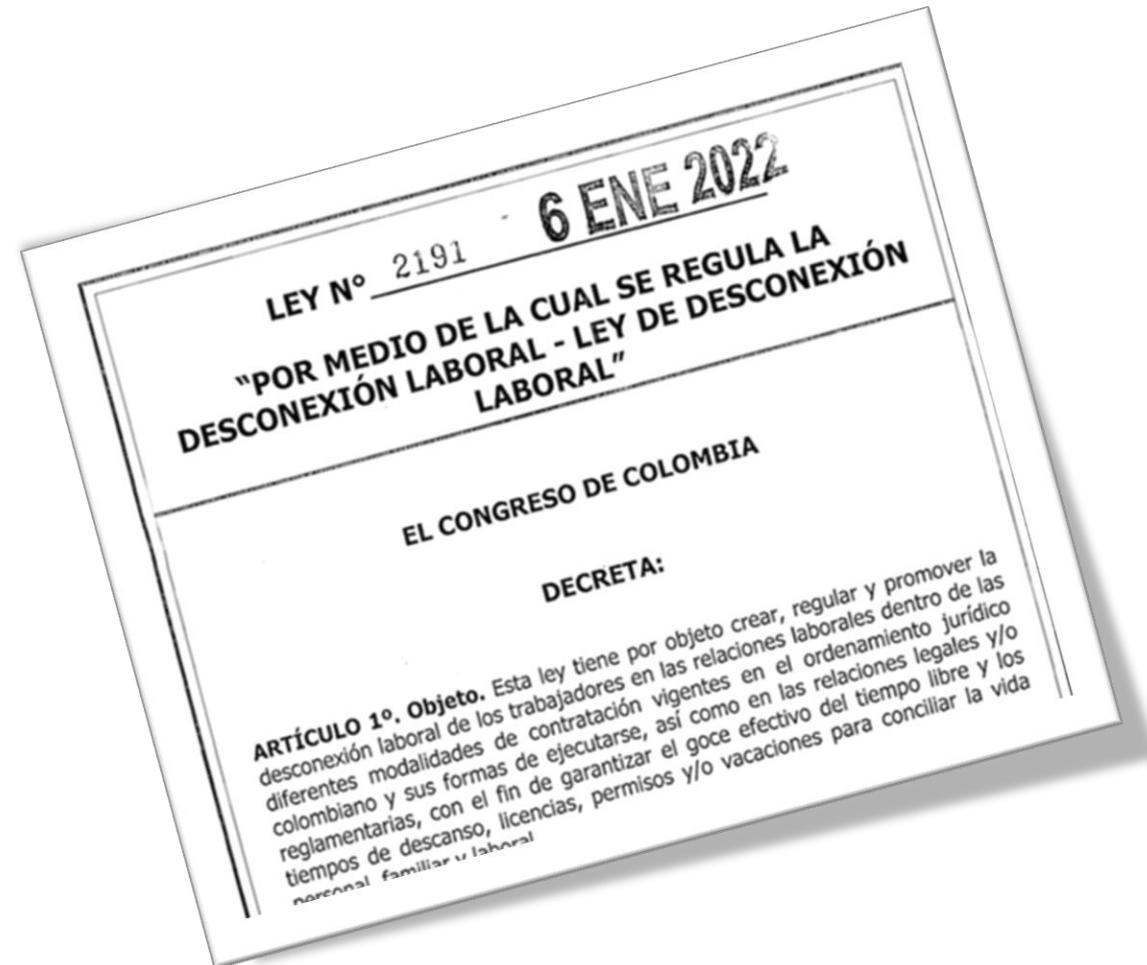 LEY Nº 2191 6 ENE 2022
“POR MEDIO DE LA CUAL SE REGULA LA
DESCONEXIÓN LABORAL - LEY DE DESCONEXIÓN
LABORAL”
EL CONGRESO DE COLOMBIA
DECRETA:
ARTÍCULO 1º. Objeto. Esta ley tiene por objeto crear, regular y promover la
desconexión laboral de los trabajadores en las relaciones laborales dentro de las
diferentes modalidades de contratación vigentes en el ordenamiento jurídico
colombiano y sus formas de ejecutarse, así como en las relaciones legales y/o
reglamentarias, con el fin de garantizar el goce efectivo del tiempo libre y los
tiempos de descanso, licencias, permisos y/o vacaciones para conciliar la vida
personal, familiar y laboral